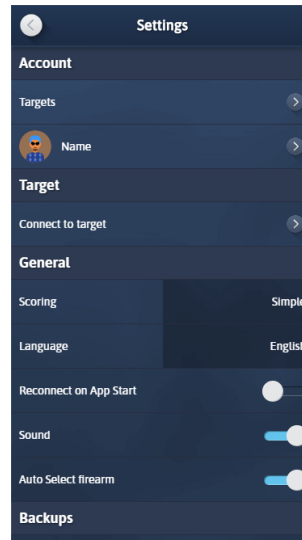 Settings
Account
Targets
Name
Target
Connect to target
General
Scoring Simple
Language English
Reconnect on App Start
Sound
Auto Select firearm
Backups